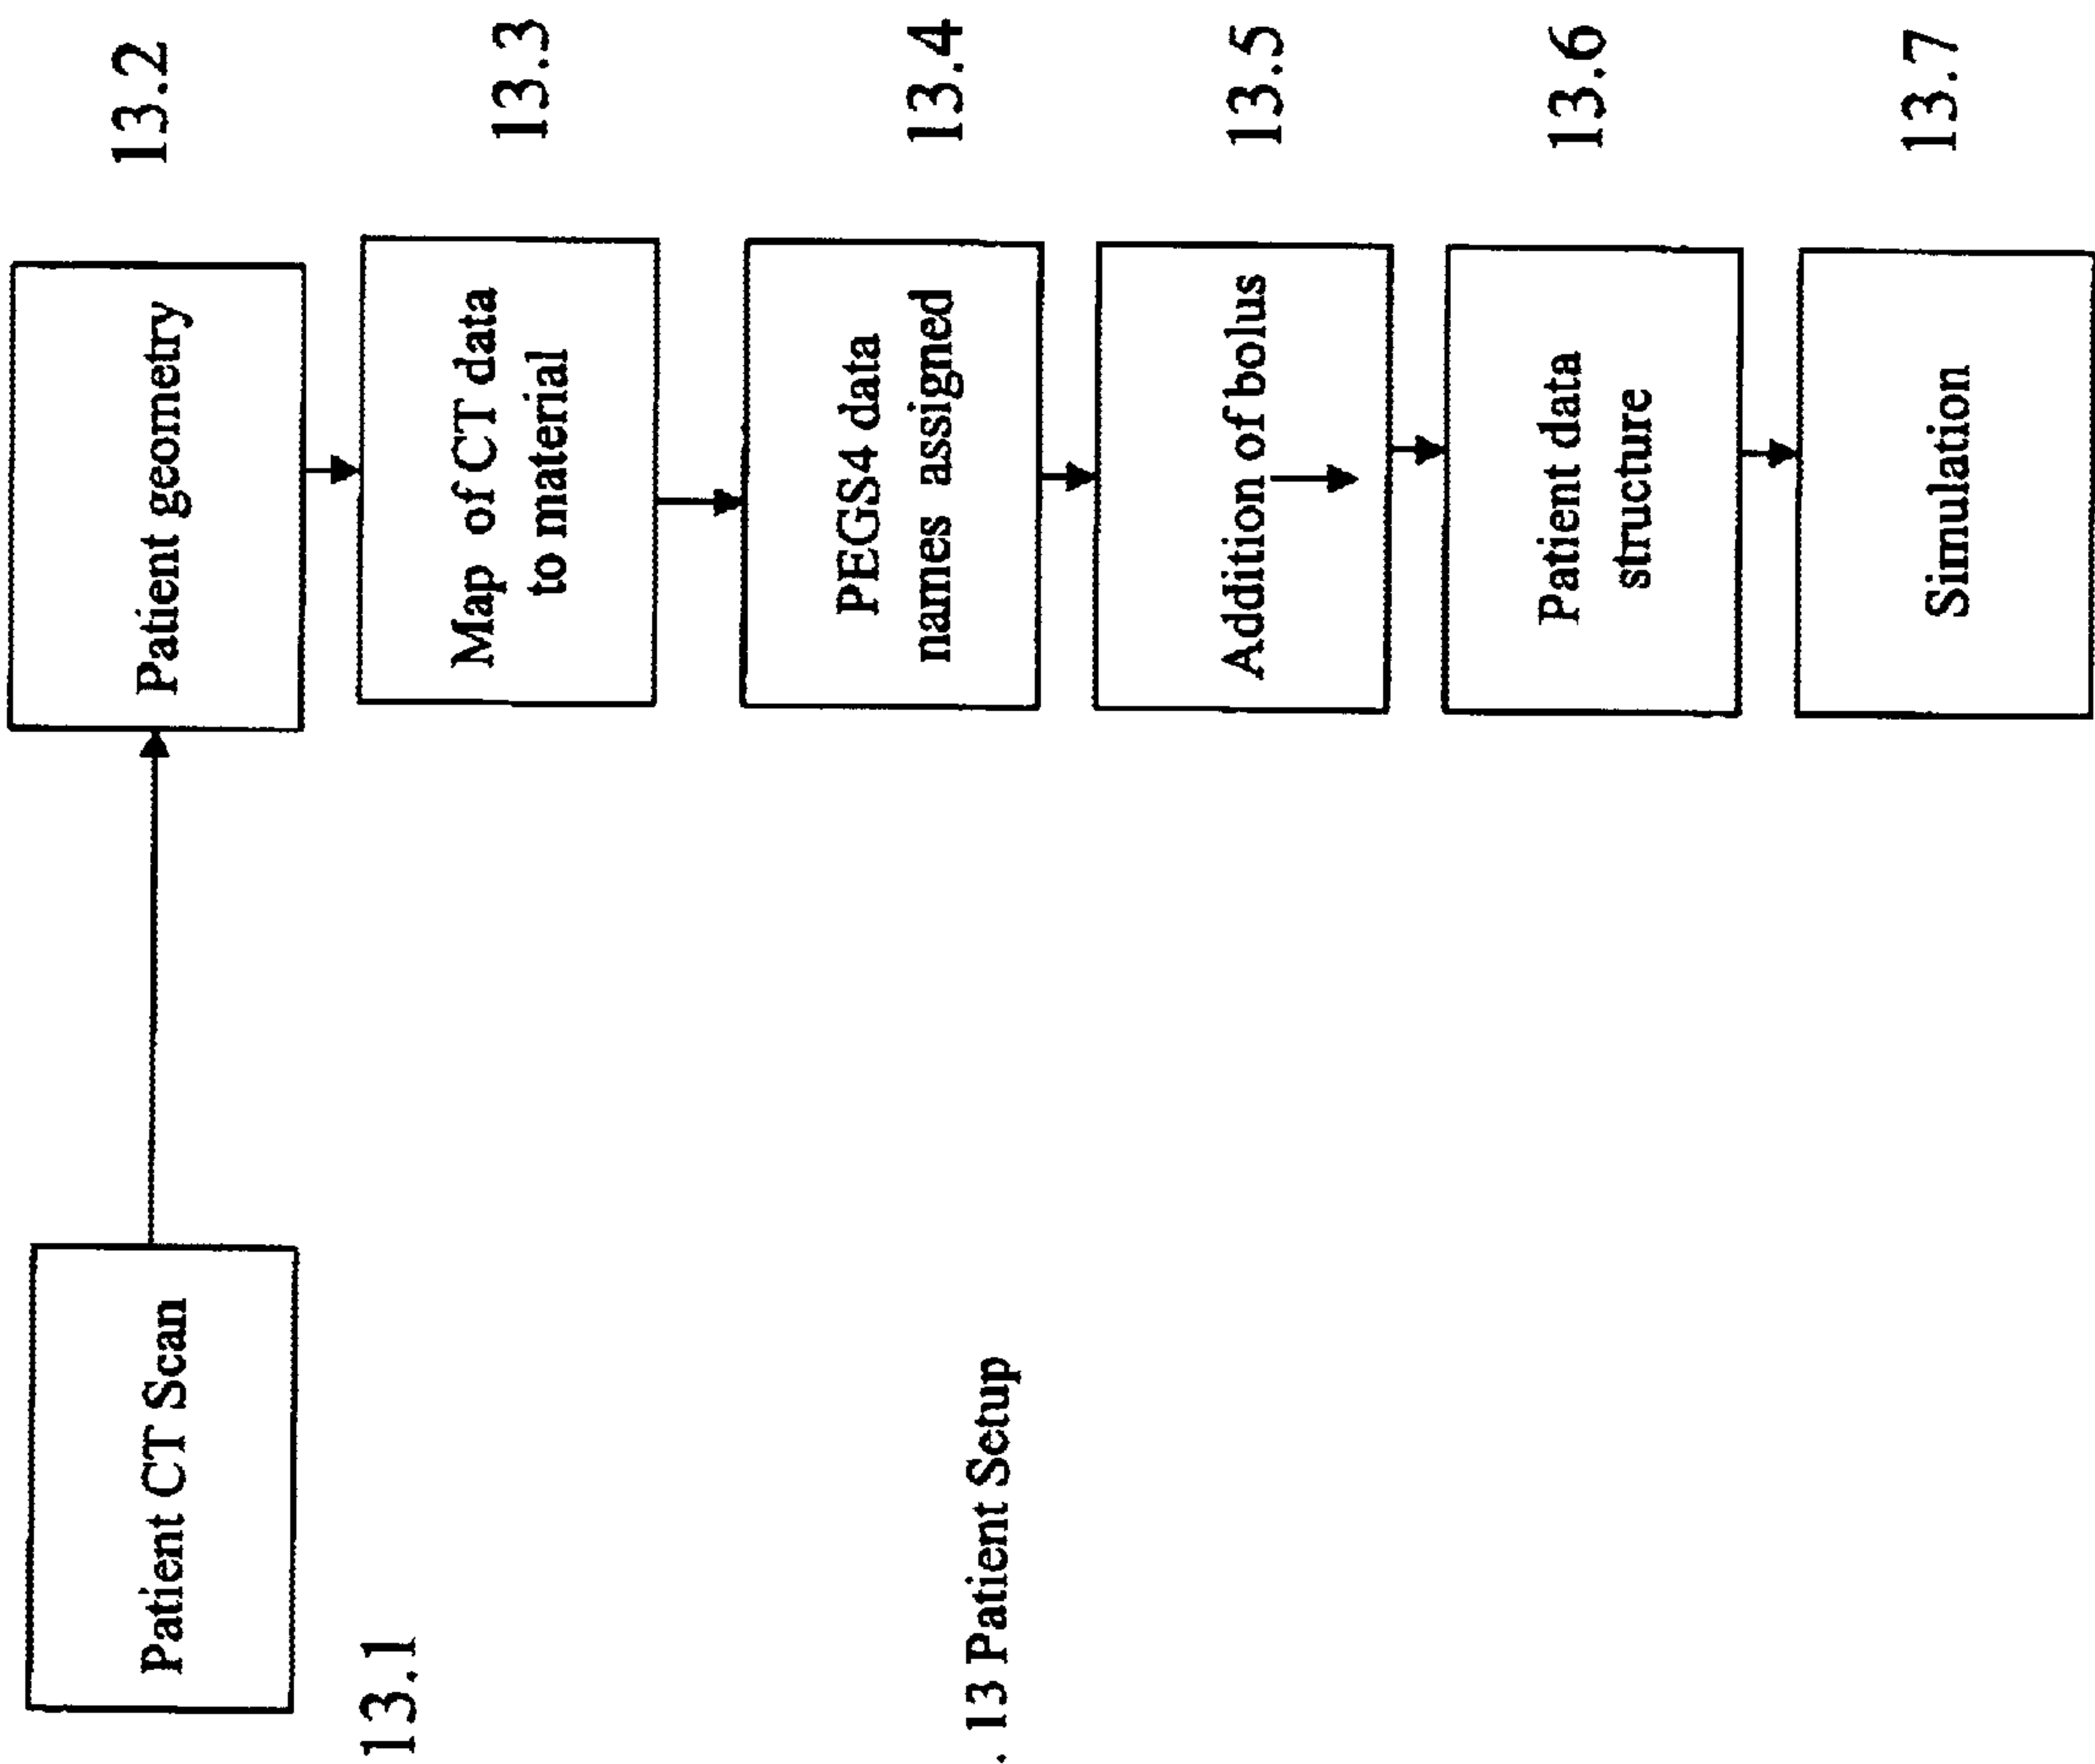 Patient CT Scan
13.1
Patient geometry
13.2
Map of CT data
to material
13.3
PEGS4 data
names assigned
13.4
Addition of bolus
13.5
Patient data
structure
13.6
Simulation
13.7
. 13 Patient Setup